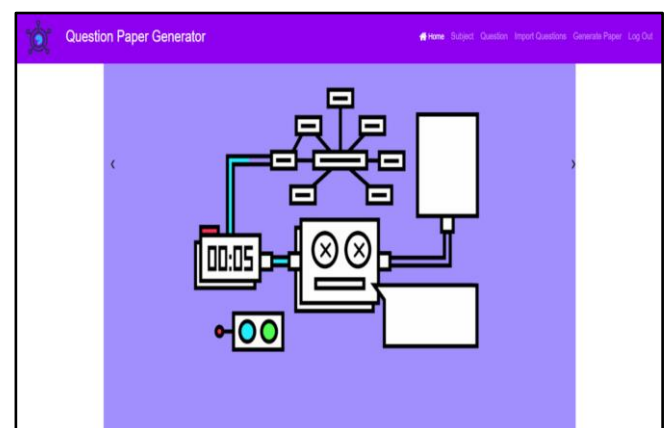 Question Paper Generator
Home Subject Question Import Questions Generate Paper Log Out
00:05